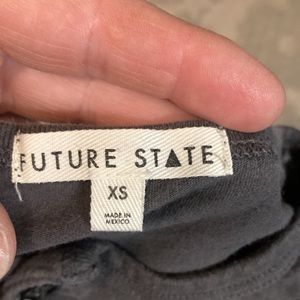 FUTURE STATE
XS
MADE IN
MEXICO